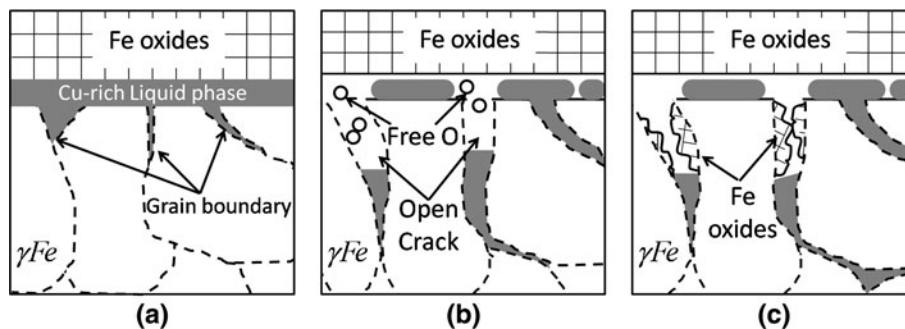 Fe oxides
Cu-rich Liquid phase
Grain boundary
γFe
(a)
Fe oxides
Free O
Open
Crack
γFe
(b)
Fe oxides
Fe
oxides
γFe
(c)